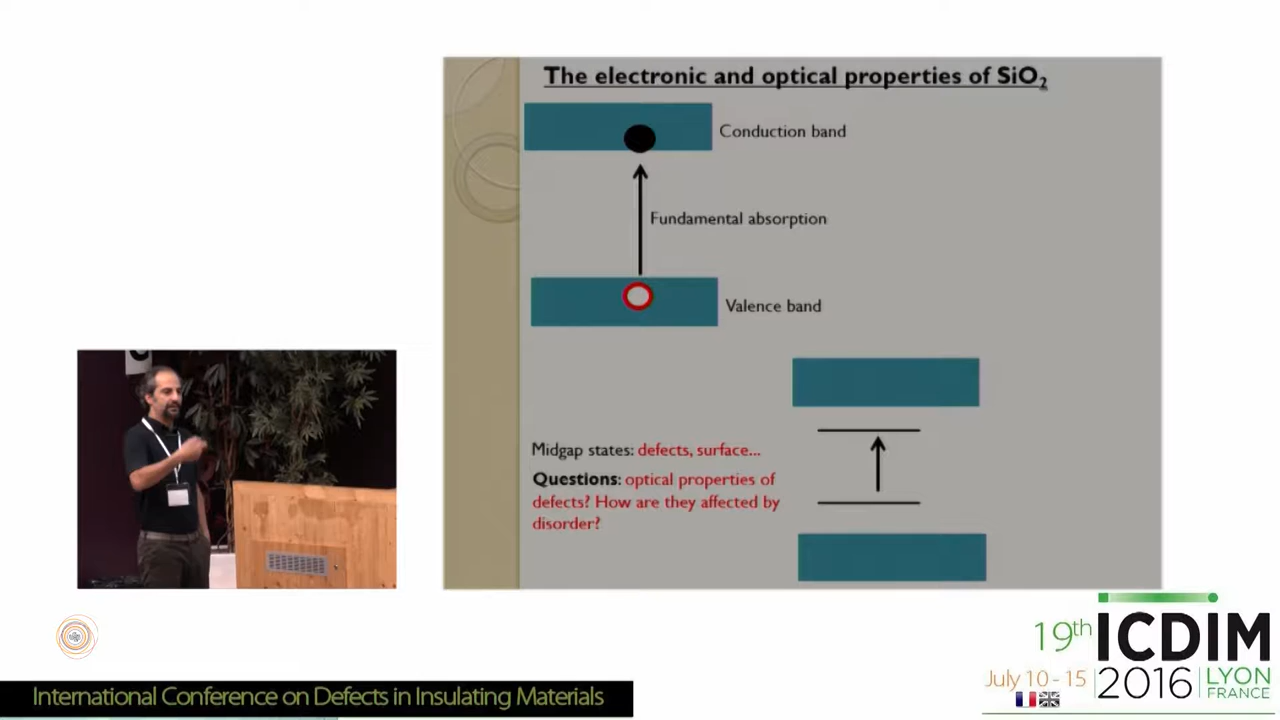 The electronic and optical properties of SiO₂
Conduction band
Fundamental absorption
Valence band
Midgap states: defects, surface...
Questions: optical properties of
defects? How are they affected by
disorder?
19th ICDIM
July 10 - 15 2016 LYON
FRANCE
International Conference on Defects in Insulating Materials